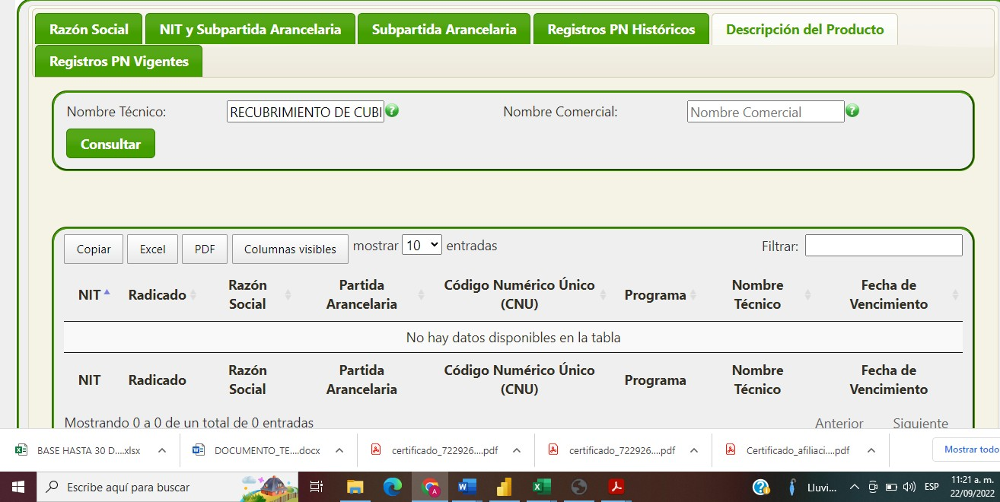 Razón Social NIT y Subpartida Arancelaria Subpartida Arancelaria Registros PN Históricos Descripción del Producto
Registros PN Vigentes
Nombre Técnico: RECUBRIMIENTO DE CUBI Nombre Comercial: Nombre Comercial
Consultar
Copiar Excel PDF Columnas visibles mostrar 10 entradas Filtrar:
NIT Radicado Razón Social Partida Arancelaria Código Numérico Único (CNU) Programa Nombre Técnico Fecha de Vencimiento
No hay datos disponibles en la tabla
NIT Radicado Razón Social Partida Arancelaria Código Numérico Único (CNU) Programa Nombre Técnico Fecha de Vencimiento
Mostrando 0 a 0 de un total de 0 entradas Anterior Siguiente
BASE HASTA 30 D....xlsx DOCUMENTO_TE....docx certificado_722926....pdf certificado_722926....pdf Certificado_afiliaci....pdf Mostrar todo
Escribe aquí para buscar Lluvi... ESP 11:21 a. m.
22/09/2022